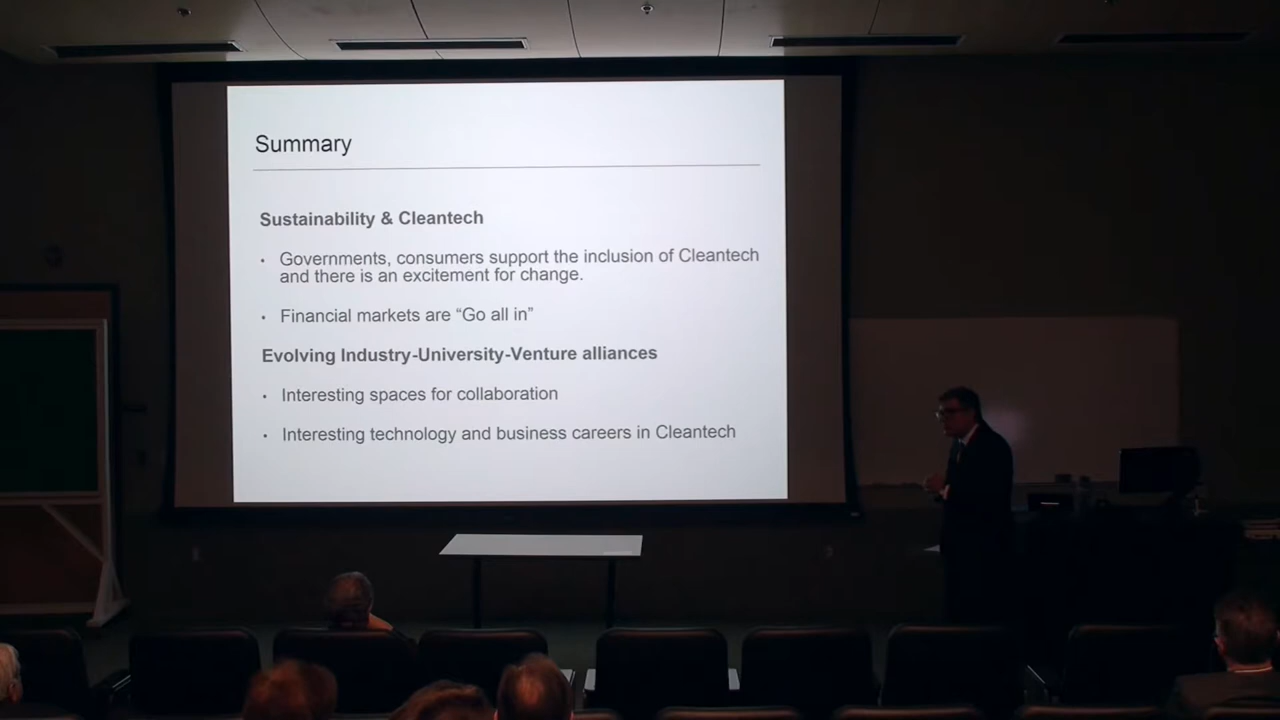 Summary
Sustainability & Cleantech
• Governments, consumers support the inclusion of Cleantech
and there is an excitement for change.
• Financial markets are “Go all in”
Evolving Industry-University-Venture alliances
• Interesting spaces for collaboration
• Interesting technology and business careers in Cleantech